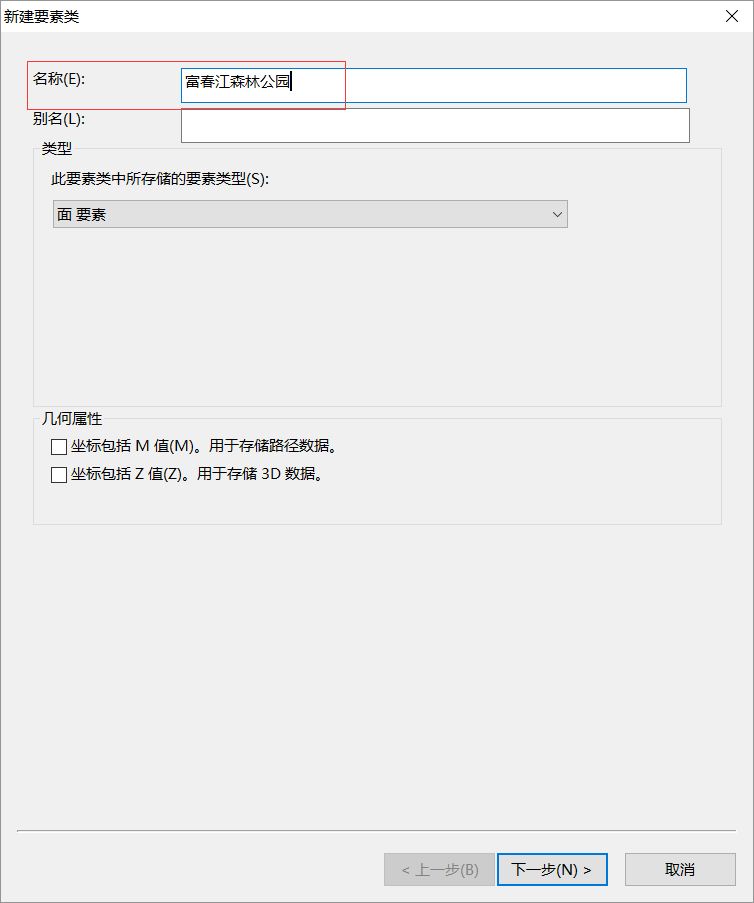 新建要素类
名称(E):
富春江森林公园
别名(L):
类型
此要素类中所存储的要素类型(S):
面 要素
几何属性
坐标包括 M 值(M)。用于存储路径数据。
坐标包括 Z 值(Z)。用于存储 3D 数据。
< 上一步(B)
下一步(N) >
取消